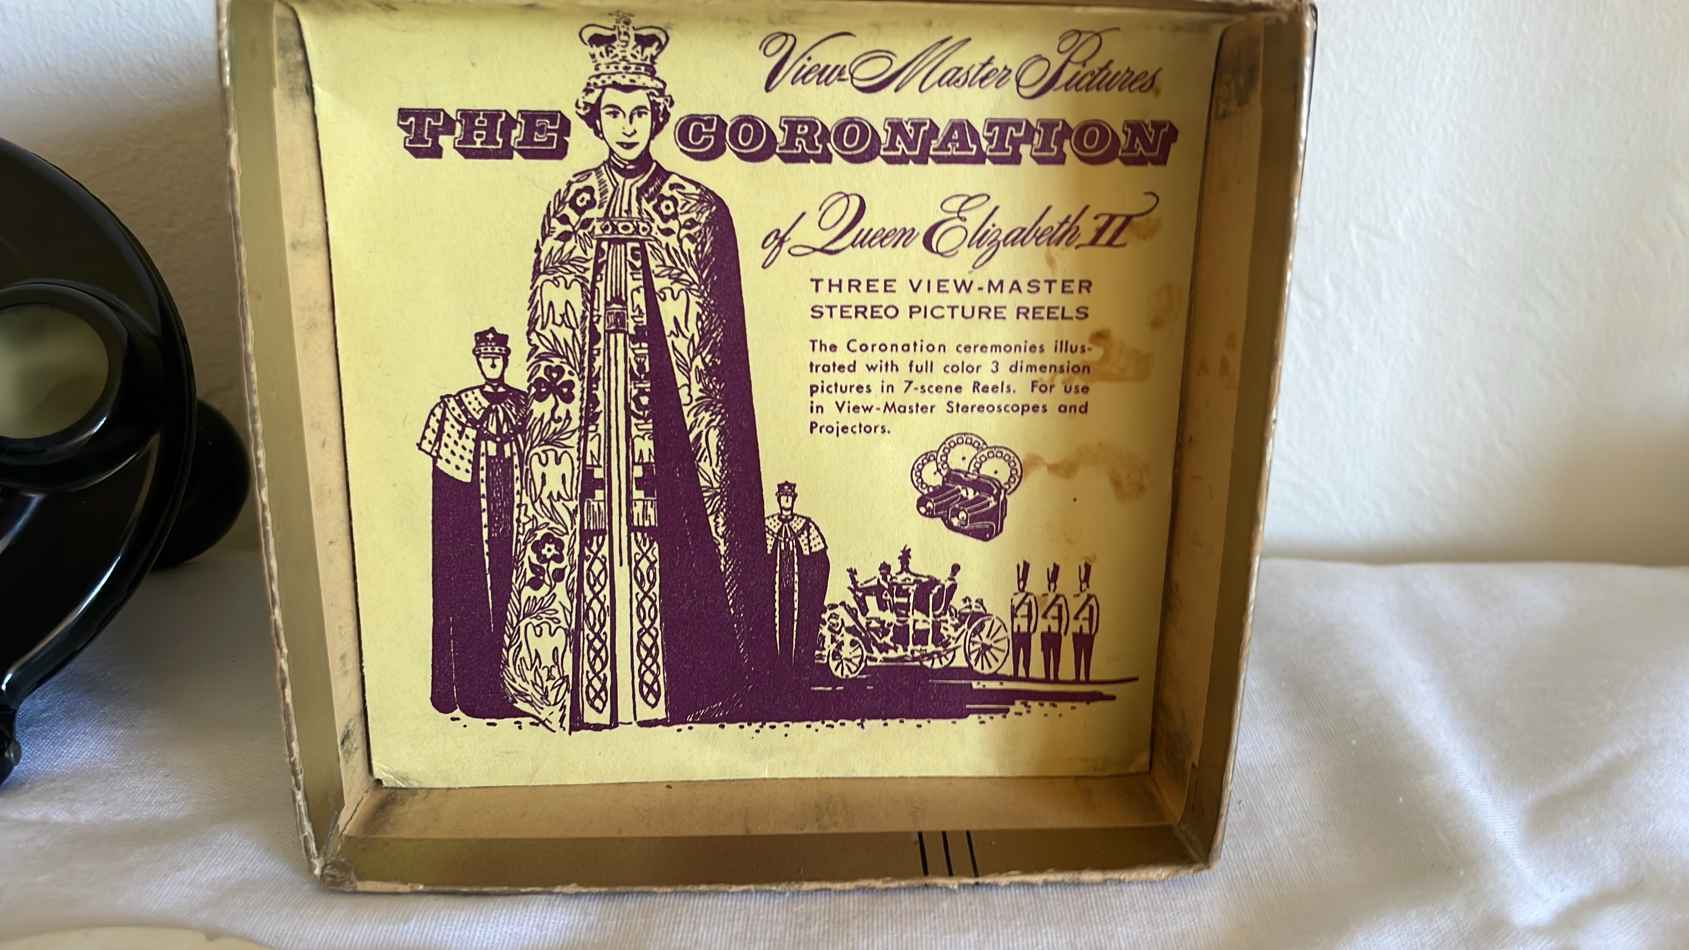 View-Master Pictures
THE CORONATION
of Queen Elizabeth II
THREE VIEW-MASTER
STEREO PICTURE REELS
The Coronation ceremonies illus-
trated with full color 3 dimension
pictures in 7-scene Reels. For use
in View-Master Stereoscopes and
Projectors.